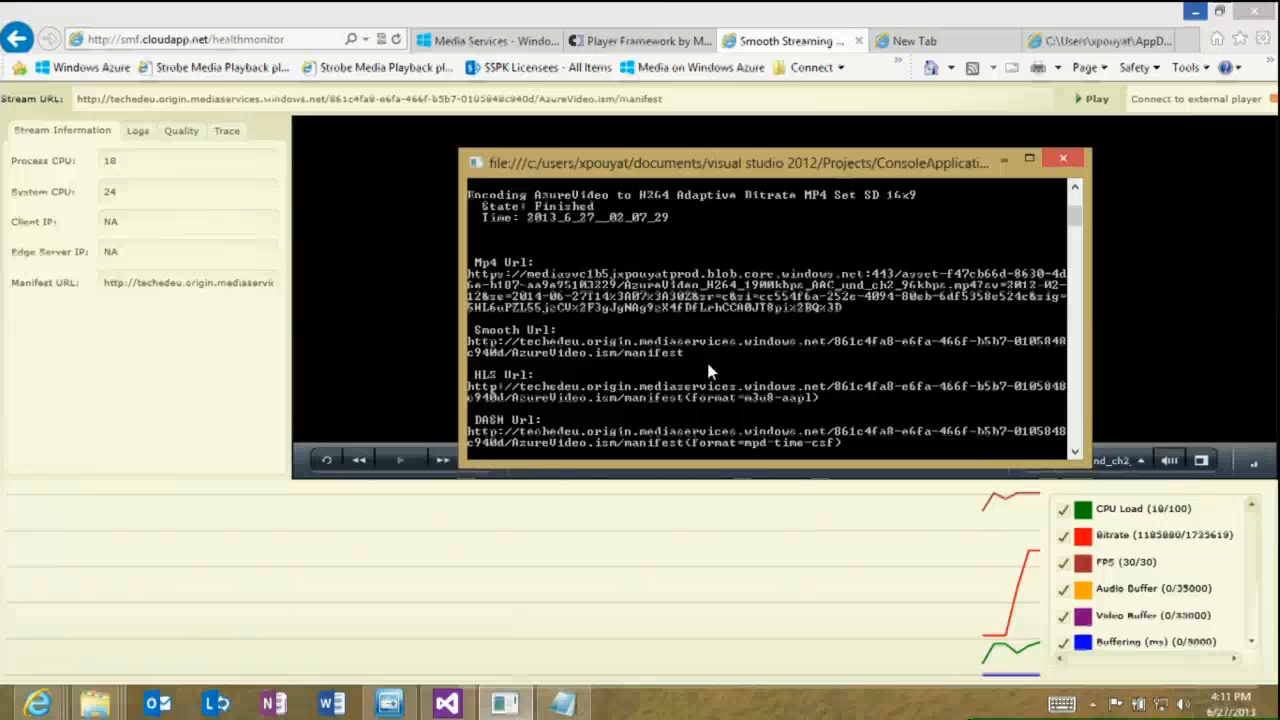 http://smf.cloudapp.net/healthmonitor
Media Services - Windo...
Player Framework by M...
Smooth Streaming ...
New Tab
C:\Users\xpouyat\AppD...
Windows Azure
Strobe Media Playback pl...
Strobe Media Playback pl...
SSPK Licensees - All Items
Media on Windows Azure
Connect
Page
Safety
Tools
Stream URL:
http://techedeu.origin.mediaservices.windows.net/861c4fa8-e6fa-466f-b5b7-0105848c940d/AzureVideo.ism/manifest
Play
Connect to external player
Stream Information
Logs
Quality
Trace
Process CPU: 18
System CPU: 24
Client IP: NA
Edge Server IP: NA
Manifest URL: http://techedeu.origin.mediaservic
file:///c:/users/xpouyat/documents/visual studio 2012/Projects/ConsoleApplicati...
Encoding AzureVideo to H264 Adaptive Bitrate MP4 Set SD 16x9
State: Finished
Time: 2013_6_27__02_07_29
Mp4 Url:
Smooth Url:
http://techedeu.origin.mediaservices.windows.net/861c4fa8-e6fa-466f-b5b7-0105848
c940d/AzureVideo.ism/manifest
HLS Url:
http://techedeu.origin.mediaservices.windows.net/861c4fa8-e6fa-466f-b5b7-0105848
c940d/AzureVideo.ism/manifest(format=m3u8-aapl)
DASH Url:
http://techedeu.origin.mediaservices.windows.net/861c4fa8-e6fa-466f-b5b7-0105848
c940d/AzureVideo.ism/manifest(format=mpd-time-csf)
nd_ch2_
CPU Load (18/100)
Bitrate (1185880/1735619)
FPS (30/30)
Audio Buffer (0/35000)
Video Buffer
Buffering (ms)
4:11 PM
6/27/2013